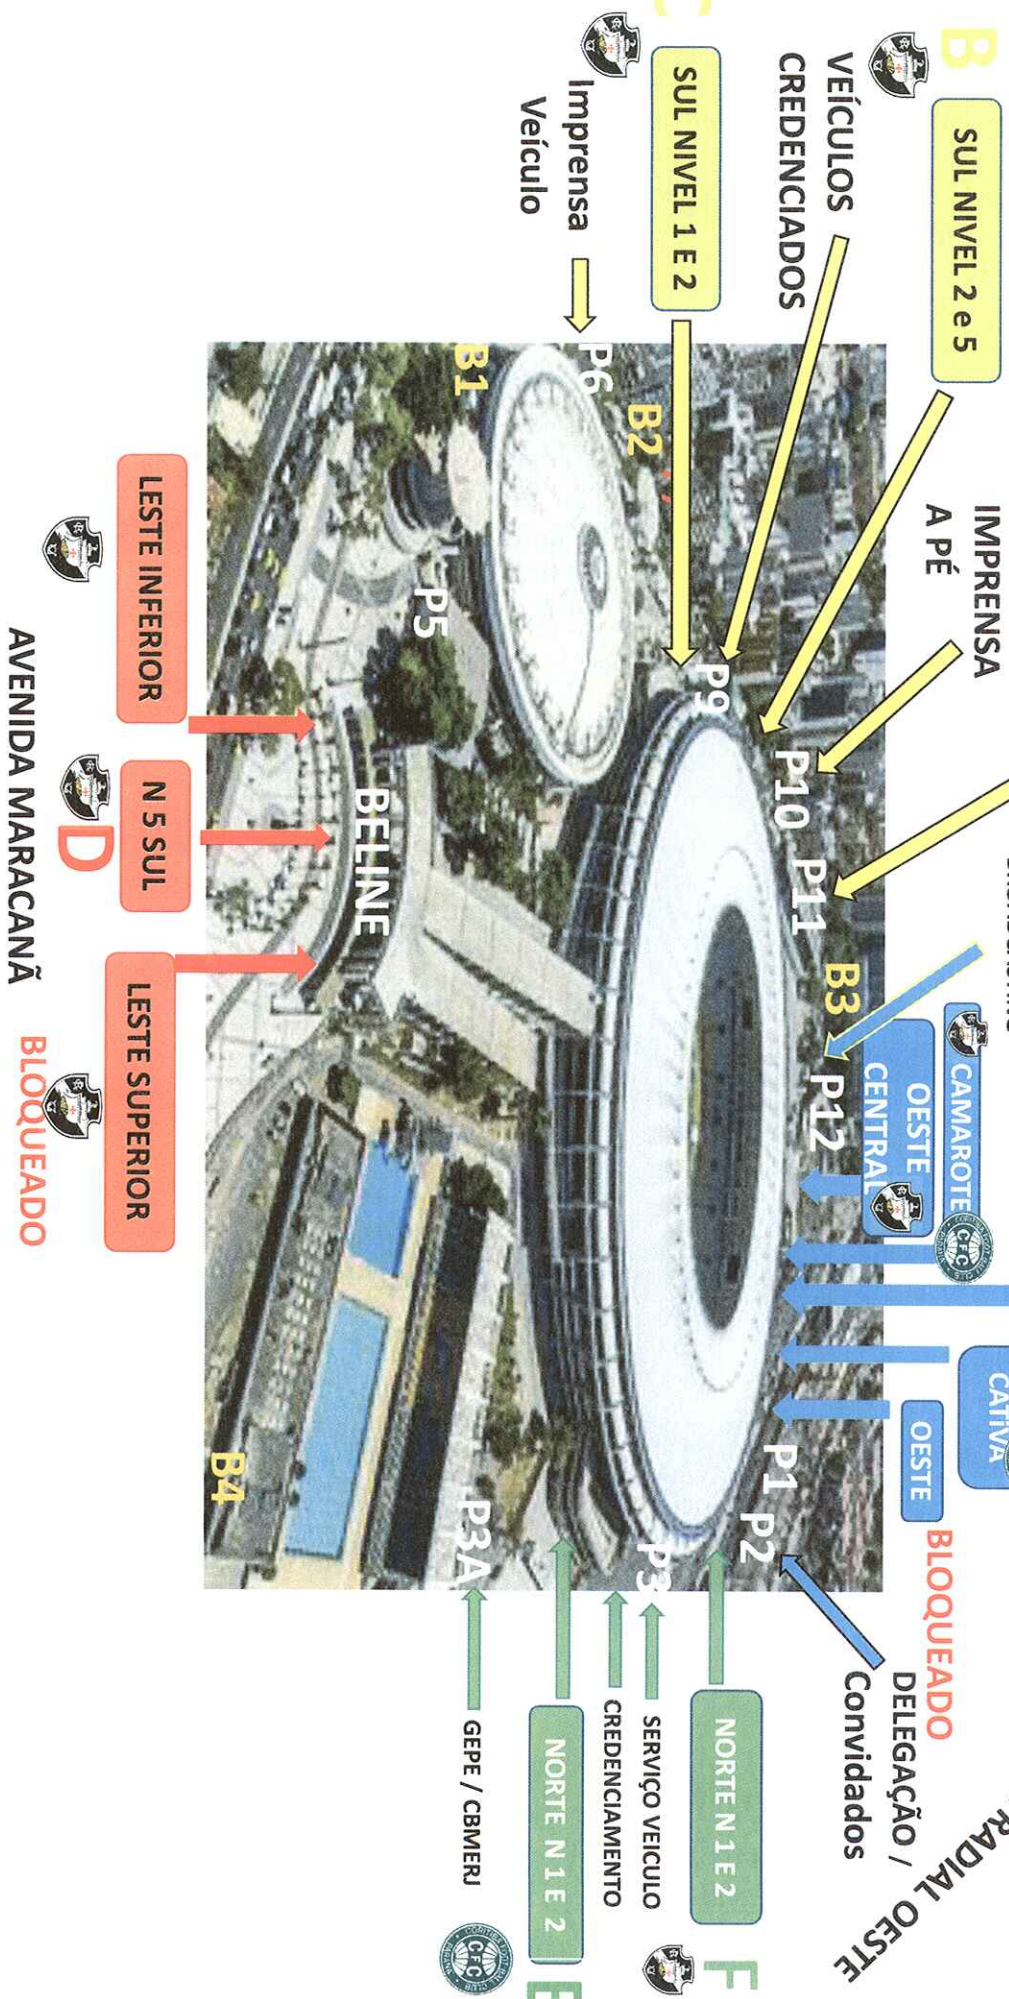 B
SUL NIVEL 2 e 5
VEÍCULOS
CREDENCIADOS
C
SUL NIVEL 1 E 2
Imprensa
Veículo
IMPRENSA
A PÉ
CAMAROTE
OESTE
CENTRAL
CATIVA
OESTE
BLOQUEADO
DELEGAÇÃO /
Convidados
RADIAL OESTE
B1
P6
B2
P9
P10
P11
B3
P12
P1
P2
P3
P3A
B4
P5
BELINE
NORTE N 1 E 2
F
SERVIÇO VEICULO
CREDENCIAMENTO
NORTE N 1 E 2
E
GEPE / CBMERJ
CFC
CFC
LESTE INFERIOR
N 5 SUL
D
LESTE SUPERIOR
AVENIDA MARACANÃ
BLOQUEADO